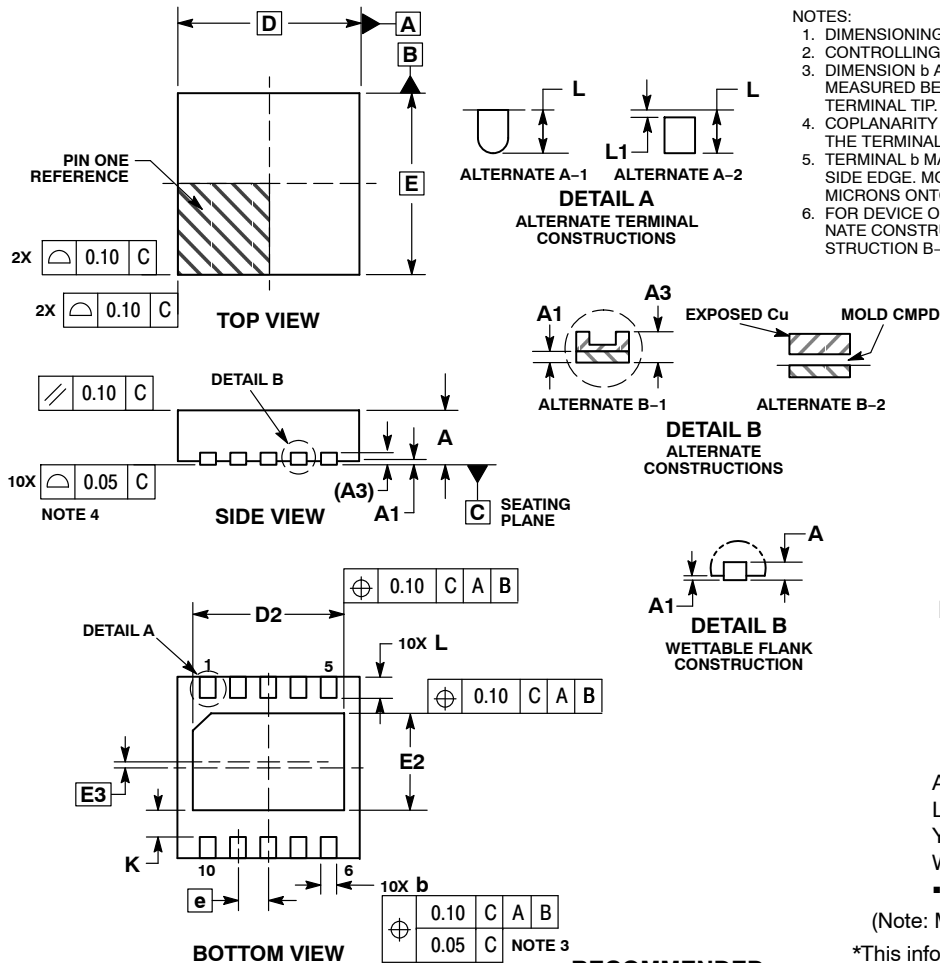 D
A
B
PIN ONE
REFERENCE
E
2X ⌓ 0.10 C
2X ⌓ 0.10 C
TOP VIEW
L
L
L1
ALTERNATE A−1
ALTERNATE A−2
DETAIL A
ALTERNATE TERMINAL
CONSTRUCTIONS
NOTES:
1. DIMENSIONING
2. CONTROLLING
3. DIMENSION b A
MEASURED BE
TERMINAL TIP.
4. COPLANARITY
THE TERMINAL
5. TERMINAL b MA
SIDE EDGE. MO
MICRONS ONT
6. FOR DEVICE O
NATE CONSTRU
STRUCTION B−
A1
A3
EXPOSED Cu
MOLD CMPD
ALTERNATE B−1
ALTERNATE B−2
DETAIL B
ALTERNATE
CONSTRUCTIONS
⫽ 0.10 C
DETAIL B
A
10X ⌓ 0.05 C
NOTE 4
(A3)
A1
SIDE VIEW
C SEATING
PLANE
A
A1
DETAIL B
WETTABLE FLANK
CONSTRUCTION
⌖ 0.10 C A B
D2
DETAIL A
1
5
10X L
⌖ 0.10 C A B
E2
E3
K
10
6
e
10X b
⌖ 0.10 C A B
0.05 C NOTE 3
BOTTOM VIEW
A
L
Y
W
▪
(Note: M
*This info
RECOMMENDED